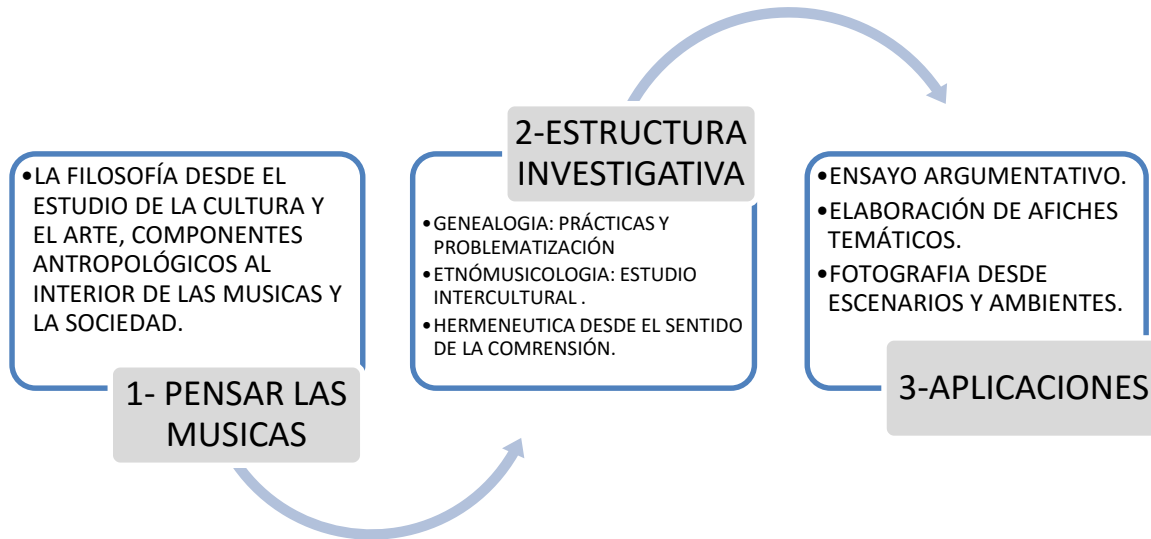 •LA FILOSOFÍA DESDE EL
ESTUDIO DE LA CULTURA Y
EL ARTE, COMPONENTES
ANTROPOLÓGICOS AL
INTERIOR DE LAS MUSICAS Y
LA SOCIEDAD.
1- PENSAR LAS
MUSICAS
2-ESTRUCTURA
INVESTIGATIVA
•GENEALOGIA: PRÁCTICAS Y
PROBLEMATIZACIÓN
•ETNÓMUSICOLOGIA: ESTUDIO
INTERCULTURAL .
•HERMENEUTICA DESDE EL SENTIDO
DE LA COMRENSIÓN.
•ENSAYO ARGUMENTATIVO.
•ELABORACIÓN DE AFICHES
TEMÁTICOS.
•FOTOGRAFIA DESDE
ESCENARIOS Y AMBIENTES.
3-APLICACIONES